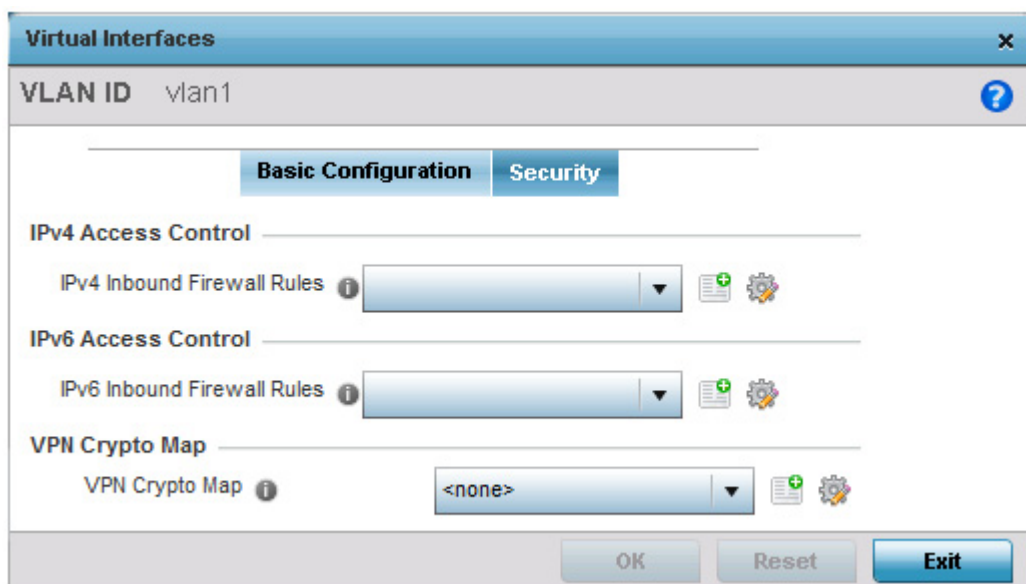 Virtual Interfaces
VLAN ID vlan1
Basic Configuration Security
IPv4 Access Control
IPv4 Inbound Firewall Rules
IPv6 Access Control
IPv6 Inbound Firewall Rules
VPN Crypto Map
VPN Crypto Map <none>
OK Reset Exit